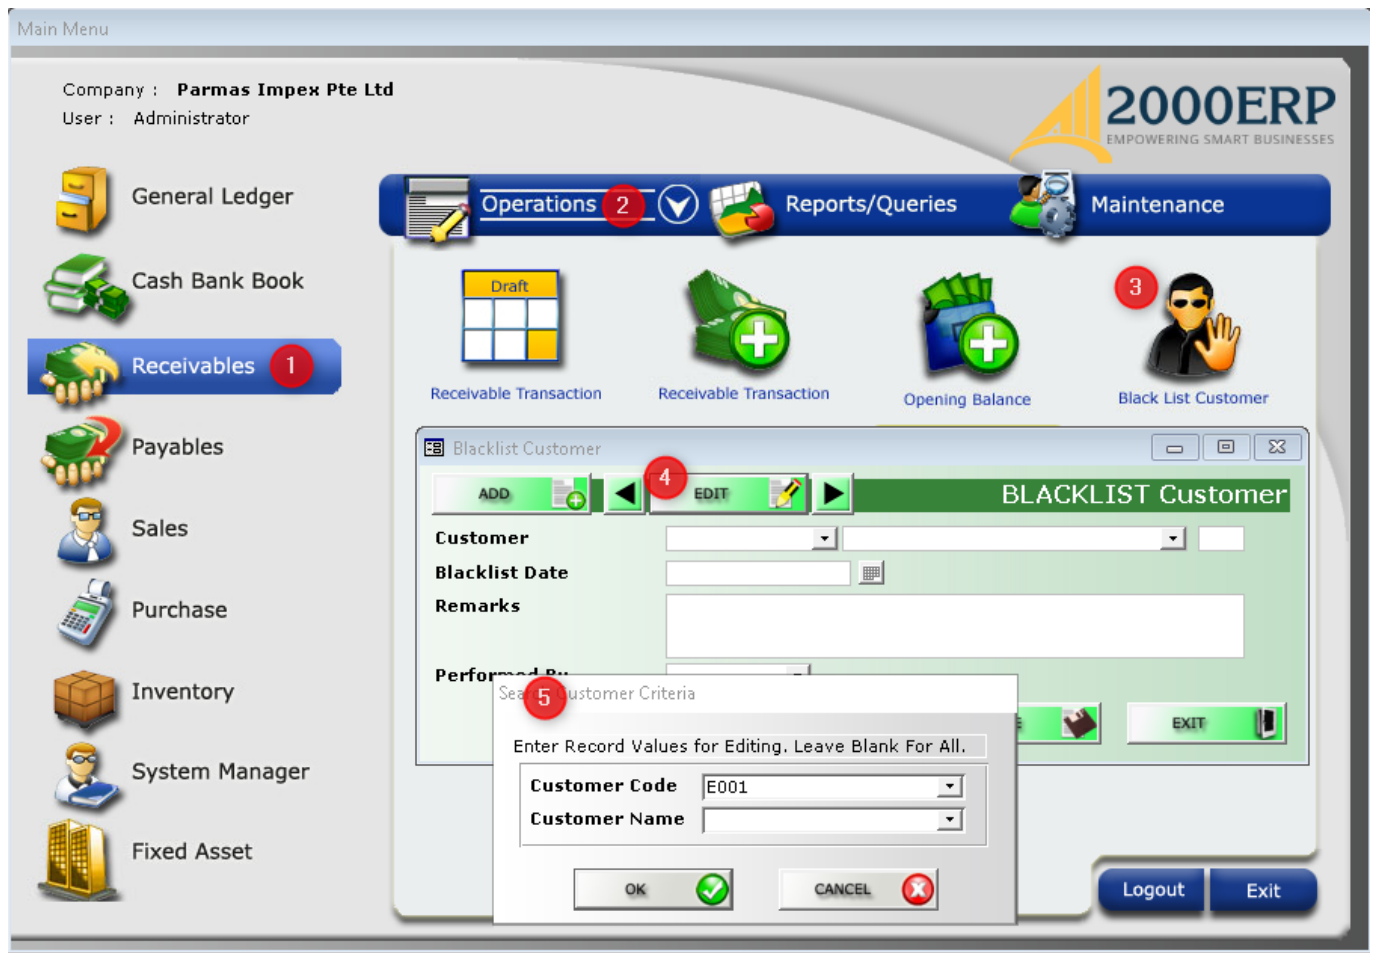 Main Menu
Company : Parmas Impex Pte Ltd
User : Administrator
2000ERP
EMPOWERING SMART BUSINESSES
General Ledger
Cash Bank Book
Receivables 1
Payables
Sales
Purchase
Inventory
System Manager
Fixed Asset
Operations 2
Reports/Queries
Maintenance
Draft
3
Receivable Transaction
Receivable Transaction
Opening Balance
Black List Customer
Blacklist Customer
ADD
4
EDIT
BLACKLIST Customer
Customer
Blacklist Date
Remarks
EXIT
5
Customer Criteria
Enter Record Values for Editing. Leave Blank For All.
Customer Code E001
Customer Name
OK
CANCEL
Logout
Exit